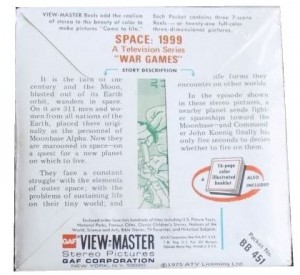 VIEW-MASTER Reels add the realism
of stereo to the beauty of color to
make pictures "Come to life."
Each Packet contains three 7-scene
Reels — or twenty-one full-color
three dimensional pictures.
SPACE: 1999
A Television Series
"WAR GAMES"
STORY DESCRIPTION
It is the turn of the
century and the Moon,
blasted out of its Earth
orbit, wanders in space.
On it are 311 men and wo-
men from all nations of the
Earth, placed there origi-
nally as the personnel of
Moonbase Alpha. Now they
are marooned in space—on
a quest for a new planet
on which to live.
They face a constant
struggle with the elements
of outer space; with the
problems of sustaining life
on their tiny world; and
life forms they
encounter on other worlds.
In the episode shown
in these stereo pictures, a
nearby planet sends fight-
er spaceships toward the
Moonbase—and Command-
er John Koenig finally has
only five seconds to decide
whether to fire on them.
16-page
color
illustrated
booklet
ALSO
INCLUDED
GAF
VIEW-MASTER
Stereo Pictures
GAF CORPORATION
NEW YORK, N.Y. 10020
Packet No.
BB 451
©1975 ATV Licensing Ltd.